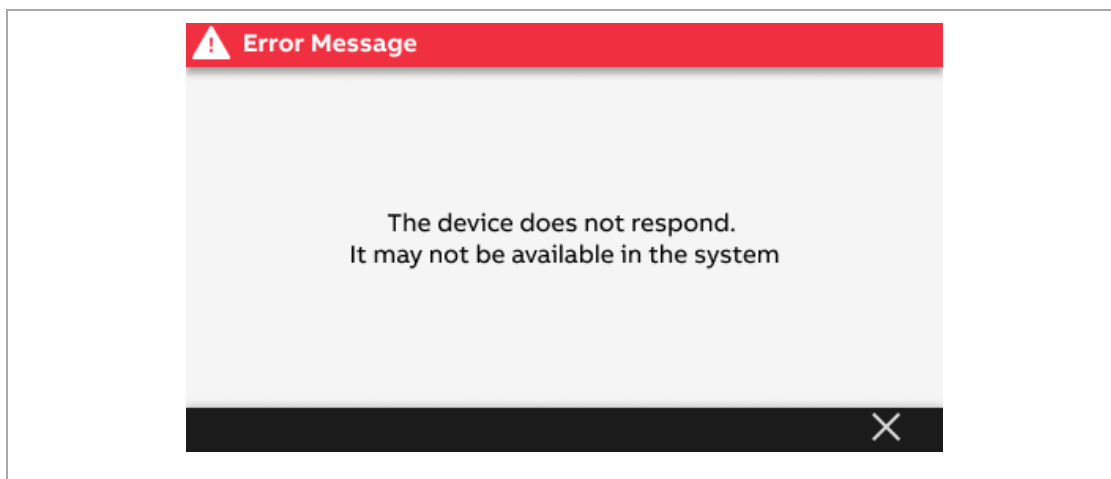 Error Message
The device does not respond.
It may not be available in the system